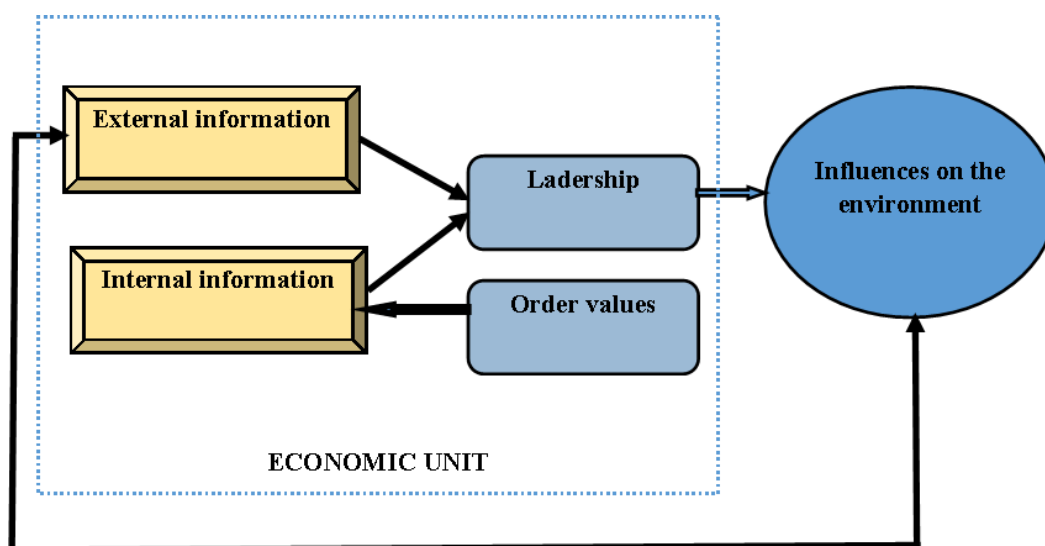 External information
Ladership
Influences on the
environment
Internal information
Order values
ECONOMIC UNIT